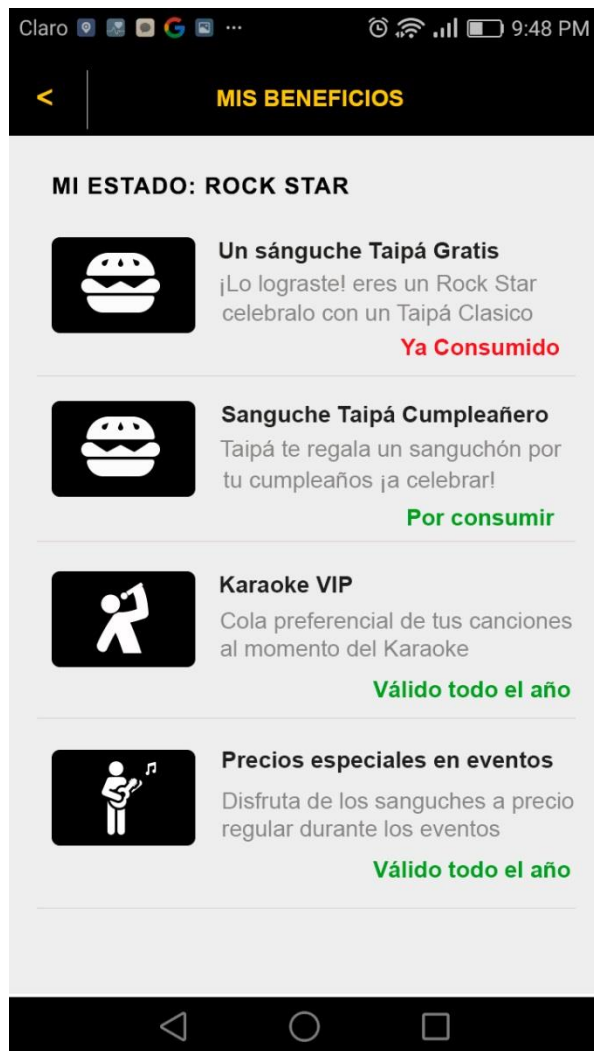 Claro
9:48 PM
<
MIS BENEFICIOS
MI ESTADO: ROCK STAR
Un sánguche Taipá Gratis
¡Lo lograste! eres un Rock Star
celebralo con un Taipá Clasico
Ya Consumido
Sanguche Taipá Cumpleañero
Taipá te regala un sanguchón por
tu cumpleaños ¡a celebrar!
Por consumir
Karaoke VIP
Cola preferencial de tus canciones
al momento del Karaoke
Válido todo el año
Precios especiales en eventos
Disfruta de los sanguches a precio
regular durante los eventos
Válido todo el año